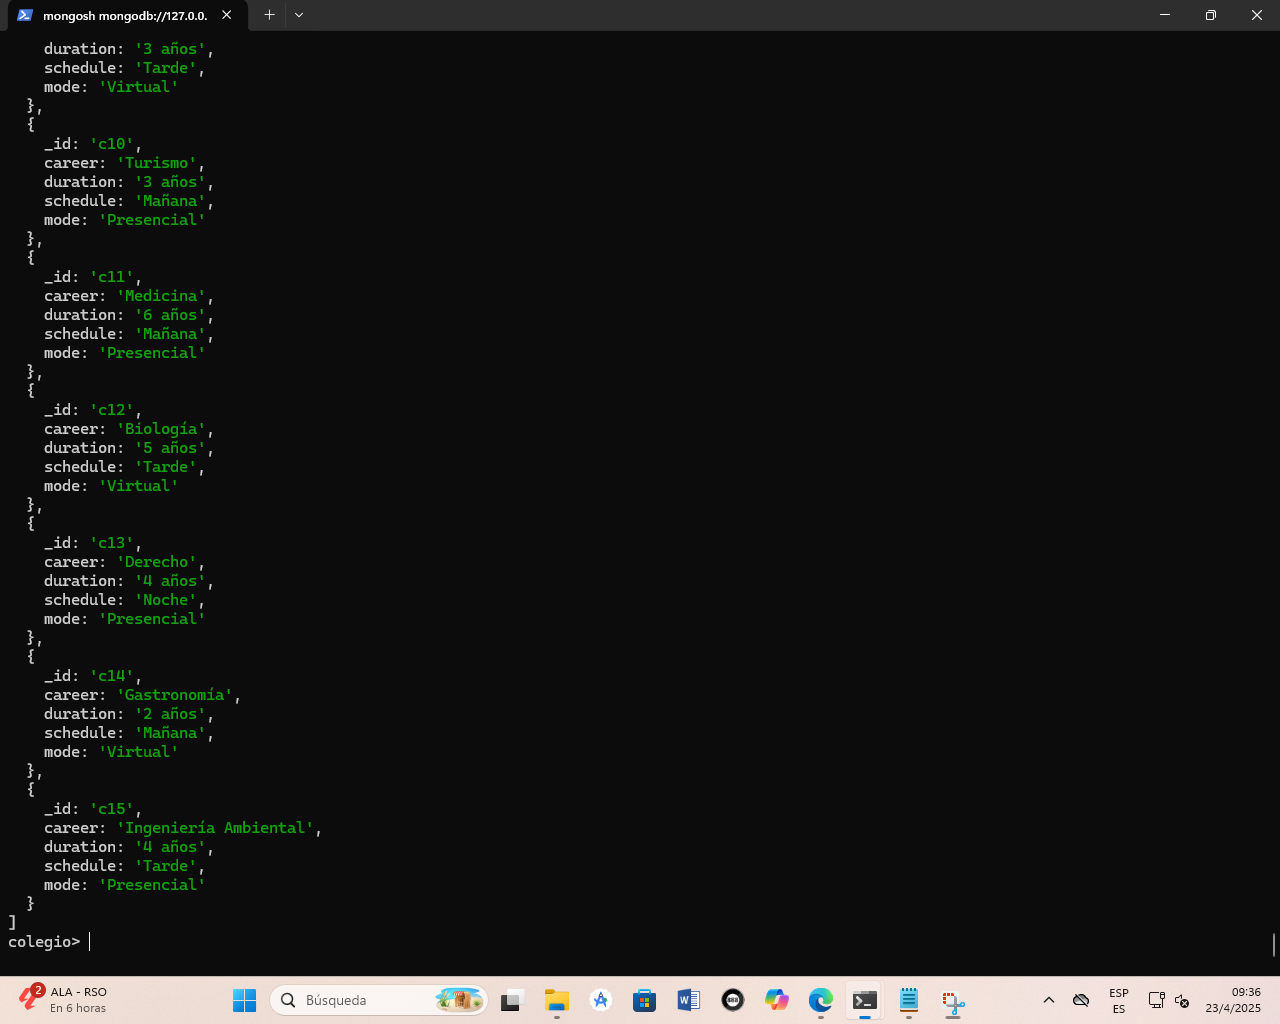 mongosh mongodb://127.0.0.
duration: '3 años',
schedule: 'Tarde',
mode: 'Virtual'
},
{
_id: 'c10',
career: 'Turismo',
duration: '3 años',
schedule: 'Mañana',
mode: 'Presencial'
},
{
_id: 'c11',
career: 'Medicina',
duration: '6 años',
schedule: 'Mañana',
mode: 'Presencial'
},
{
_id: 'c12',
career: 'Biología',
duration: '5 años',
schedule: 'Tarde',
mode: 'Virtual'
},
{
_id: 'c13',
career: 'Derecho',
duration: '4 años',
schedule: 'Noche',
mode: 'Presencial'
},
{
_id: 'c14',
career: 'Gastronomía',
duration: '2 años',
schedule: 'Mañana',
mode: 'Virtual'
},
{
_id: 'c15',
career: 'Ingeniería Ambiental',
duration: '4 años',
schedule: 'Tarde',
mode: 'Presencial'
}
]
colegio>
2
ALA - RSO
En 6 horas
Búsqueda
ESP
ES
09:36
23/4/2025